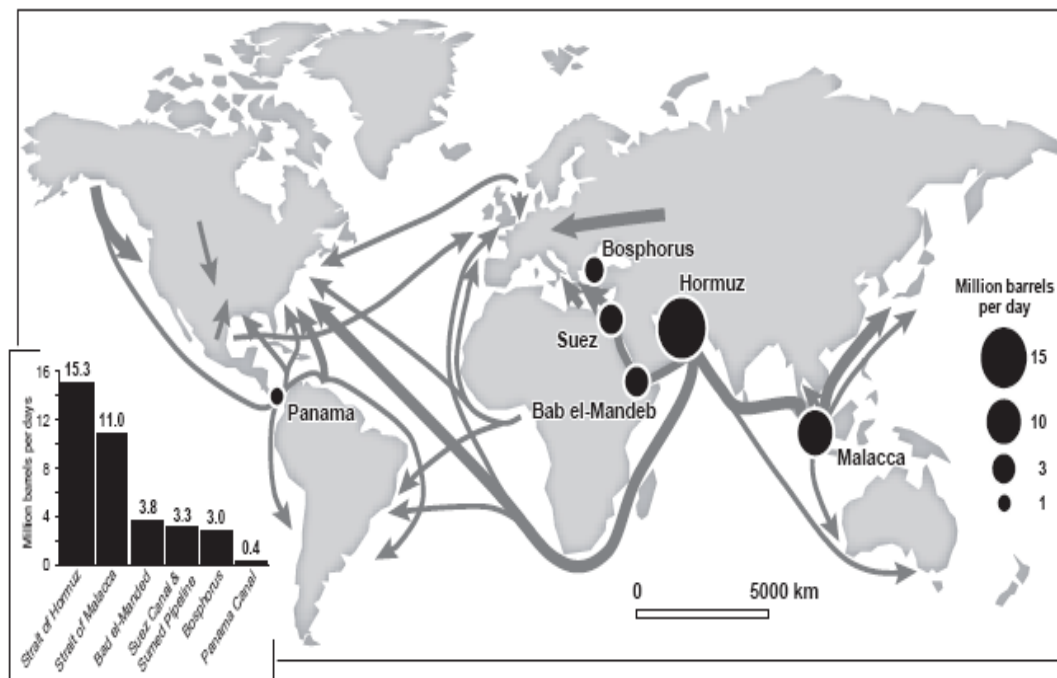 Bosphorus
Hormuz
Suez
Bab el-Mandeb
Panama
Malacca
Million barrels
per day
15
10
3
1
0 5000 km
Million barrels per days
16
12
8
4
0
15.3
11.0
3.8
3.3
3.0
0.4
Strait of Hormuz
Strait of Malacca
Bad el-Manded
Suez Canal &
Sumed Pipeline
Bosphorus
Panama Canal